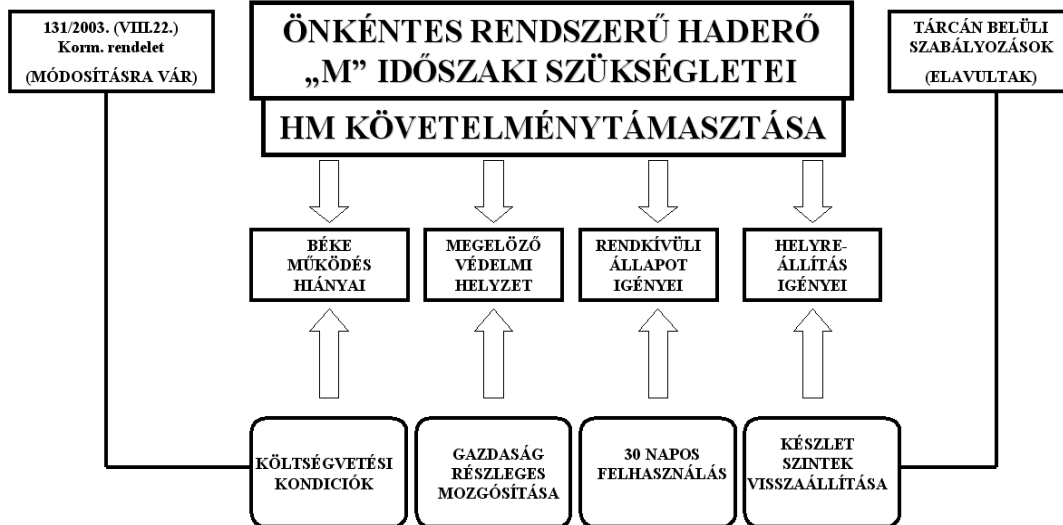 131/2003. (VIII.22.)
Korm. rendelet
(MÓDOSÍTÁSRA VÁR)
ÖNKÉNTES RENDSZERŰ HADERŐ
„M” IDŐSZAKI SZÜKSÉGLETEI
HM KÖVETELMÉNYTÁMASZTÁSA
TÁRCÁN BELÜLI
SZABÁLYOZÁSOK
(ELAVULTAK)
BÉKE
MŰKÖDÉS
HIÁNYAI
MEGELÖZŐ
VÉDELMI
HELYZET
RENDKÍVÜLI
ÁLLAPOT
IGÉNYEI
HELYRE-
ÁLLÍTÁS
IGÉNYEI
KÖLTSÉGVETÉSI
KONDICIÓK
GAZDASÁG
RÉSZLEGES
MOZGÓSÍTÁSA
30 NAPOS
FELHASZNÁLÁS
KÉSZLET
SZINTEK
VISSZAÁLLÍTÁSA